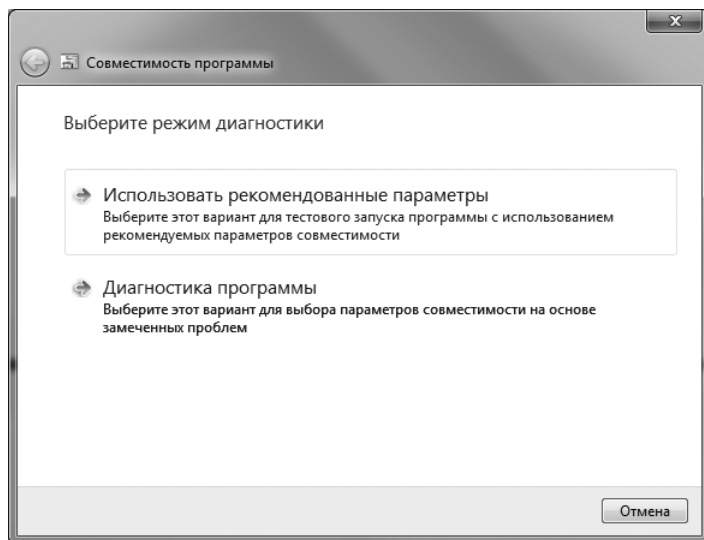 Совместимость программы
Выберите режим диагностики
Использовать рекомендованные параметры
Выберите этот вариант для тестового запуска программы с использованием
рекомендуемых параметров совместимости
Диагностика программы
Выберите этот вариант для выбора параметров совместимости на основе
замеченных проблем
Отмена